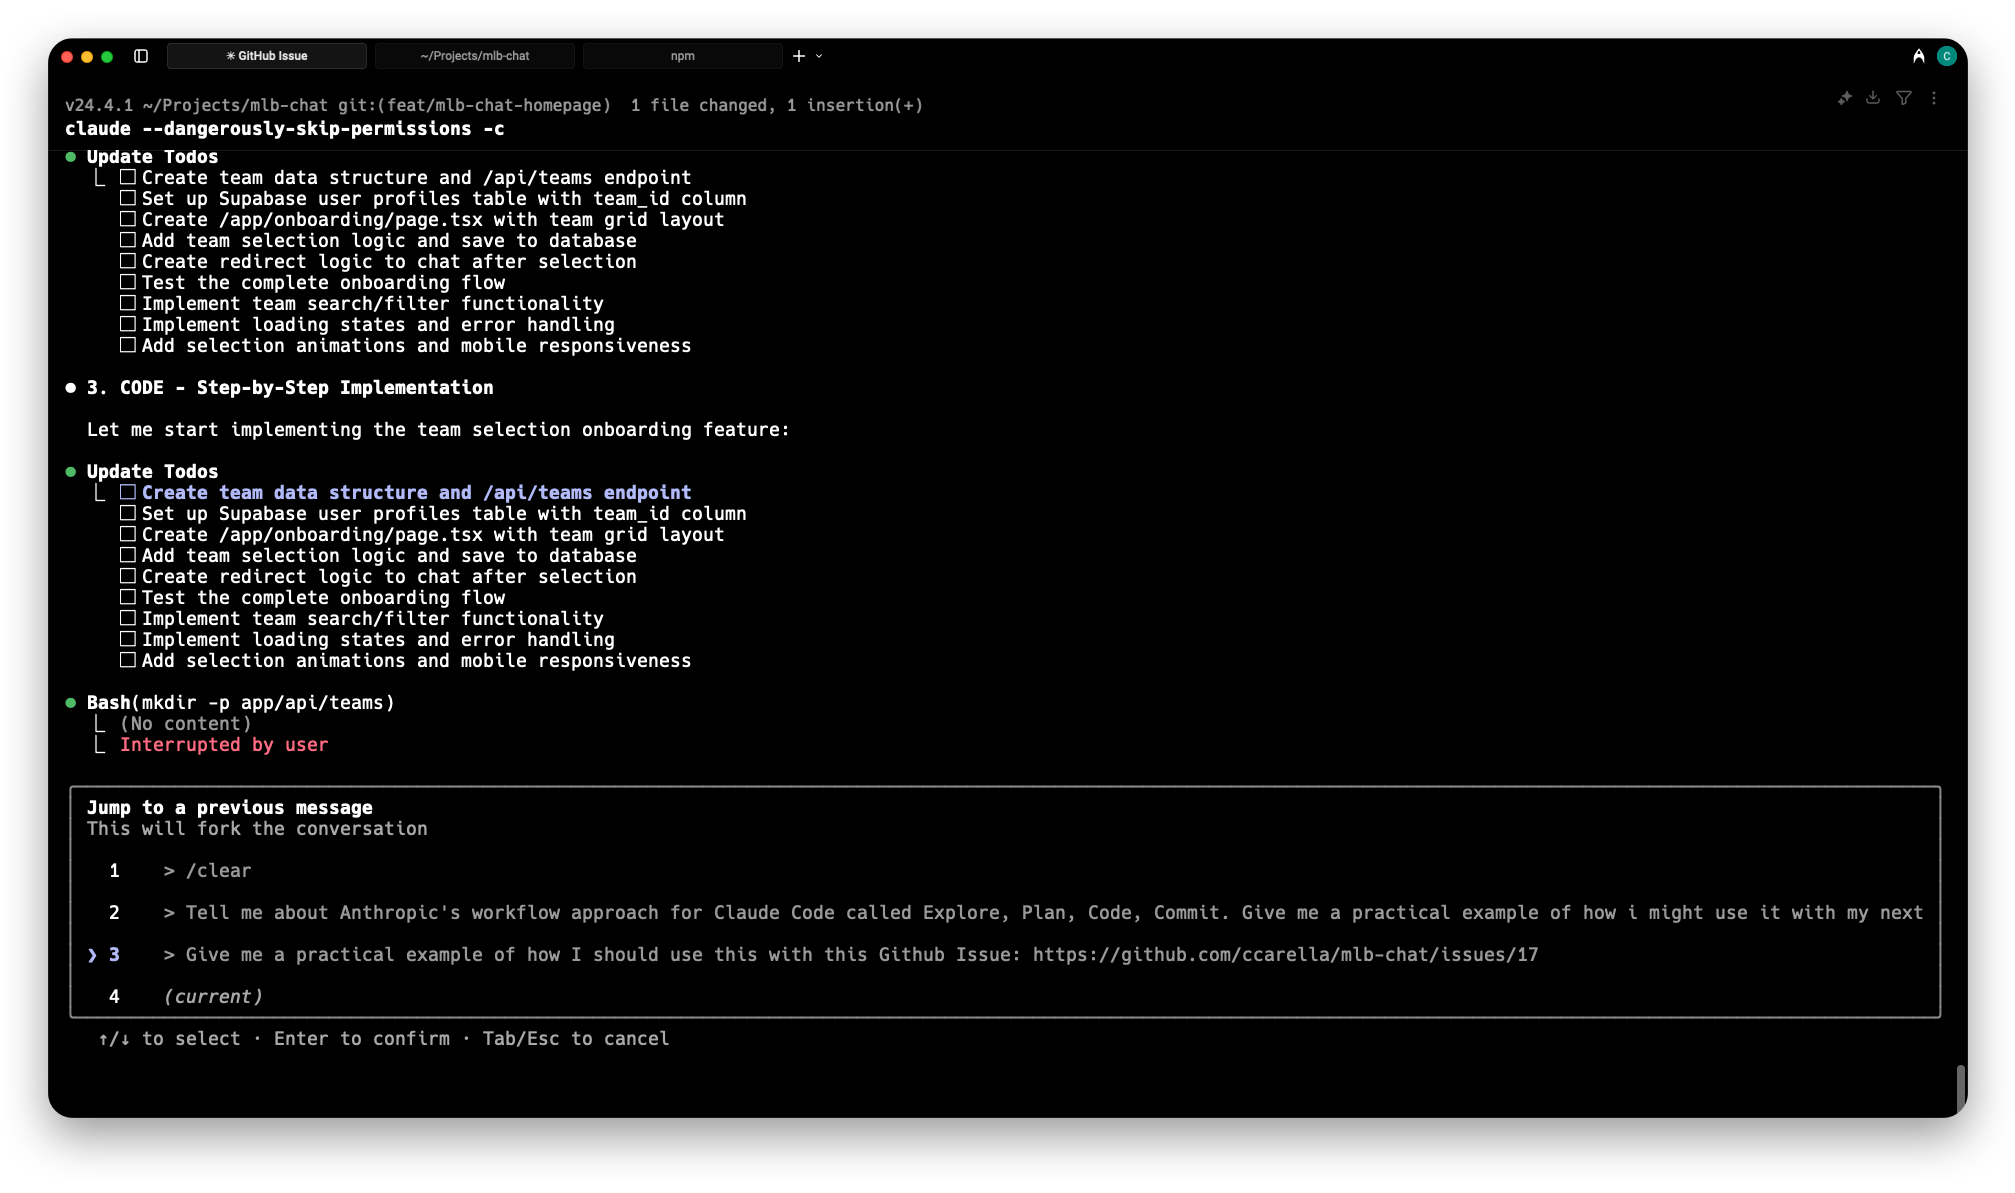 ✳ GitHub Issue
~/Projects/mlb-chat
npm
C
v24.4.1 ~/Projects/mlb-chat git:(feat/mlb-chat-homepage)  1 file changed, 1 insertion(+)
claude --dangerously-skip-permissions -c
● Update Todos
⎿ ☐ Create team data structure and /api/teams endpoint
☐ Set up Supabase user profiles table with team_id column
☐ Create /app/onboarding/page.tsx with team grid layout
☐ Add team selection logic and save to database
☐ Create redirect logic to chat after selection
☐ Test the complete onboarding flow
☐ Implement team search/filter functionality
☐ Implement loading states and error handling
☐ Add selection animations and mobile responsiveness
● 3. CODE - Step-by-Step Implementation
Let me start implementing the team selection onboarding feature:
● Update Todos
⎿ ☐ Create team data structure and /api/teams endpoint
☐ Set up Supabase user profiles table with team_id column
☐ Create /app/onboarding/page.tsx with team grid layout
☐ Add team selection logic and save to database
☐ Create redirect logic to chat after selection
☐ Test the complete onboarding flow
☐ Implement team search/filter functionality
☐ Implement loading states and error handling
☐ Add selection animations and mobile responsiveness
● Bash(mkdir -p app/api/teams)
⎿ (No content)
⎿ Interrupted by user
Jump to a previous message
This will fork the conversation
1 > /clear
2 > Tell me about Anthropic's workflow approach for Claude Code called Explore, Plan, Code, Commit. Give me a practical example of how i might use it with my next
❯ 3 > Give me a practical example of how I should use this with this Github Issue: https://github.com/ccarella/mlb-chat/issues/17
4 (current)
↑/↓ to select · Enter to confirm · Tab/Esc to cancel